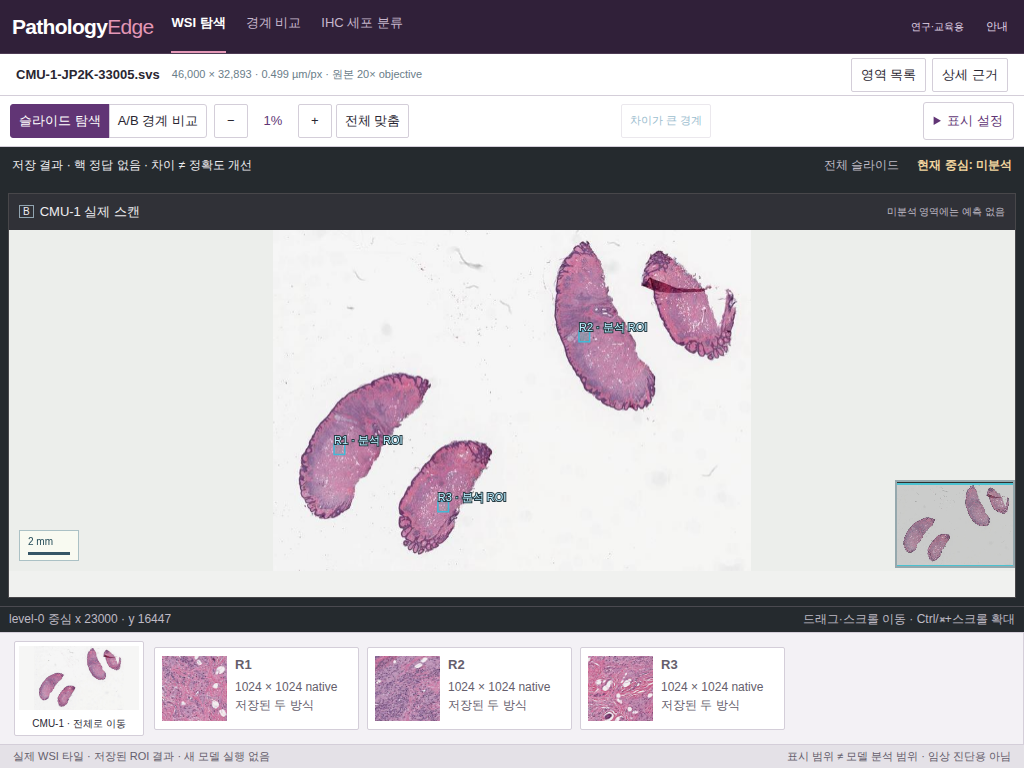 PathologyEdge WSI 탐색 경계 비교 IHC 세포 분류 연구·교육용 안내
CMU-1-JP2K-33005.svs 46,000 × 32,893 · 0.499 µm/px · 원본 20× objective 영역 목록 상세 근거
슬라이드 탐색 A/B 경계 비교 − 1% + 전체 맞춤 차이가 큰 경계 ▶ 표시 설정
저장 결과 · 핵 정답 없음 · 차이 ≠ 정확도 개선 전체 슬라이드 현재 중심: 미분석
B CMU-1 실제 스캔 미분석 영역에는 예측 없음
R2 · 분석 ROI
R1 · 분석 ROI
R3 · 분석 ROI
2 mm
level-0 중심 x 23000 · y 16447 드래그·스크롤 이동 · Ctrl/⌘+스크롤 확대
CMU-1 · 전체로 이동
R1
1024 × 1024 native
저장된 두 방식
R2
1024 × 1024 native
저장된 두 방식
R3
1024 × 1024 native
저장된 두 방식
실제 WSI 타일 · 저장된 ROI 결과 · 새 모델 실행 없음 표시 범위 ≠ 모델 분석 범위 · 임상 진단용 아님